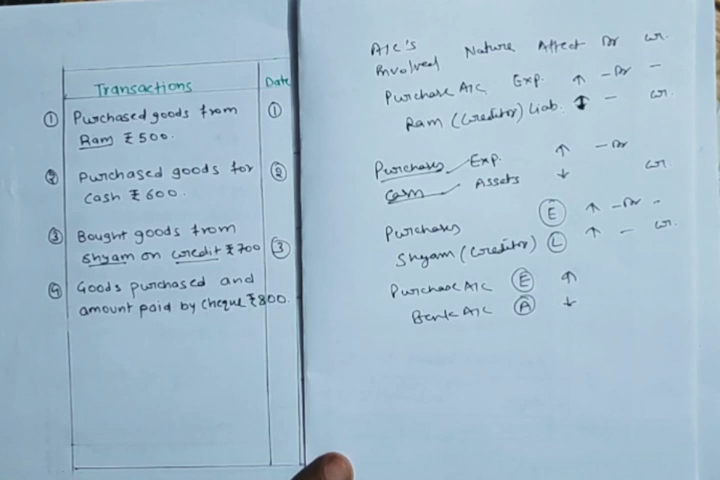 Transactions Date
① Purchased goods from ①
Ram ₹500.
② Purchased goods for ②
cash ₹600.
③ Bought goods from
Shyam on credit ₹700 ③
④ Goods purchased and
amount paid by cheque ₹800.
A/C's
Involved Nature Affect Dr Cr.
Purchase A/C Exp. ↑ - Dr -
Ram (Creditor) Liab. ↑ - Cr.
Purchases Exp. ↑ - Dr
Cash Assets ↓ Cr.
Purchases Ⓔ ↑ - Dr -
Shyam (Creditor) Ⓛ ↑ - Cr.
Purchase A/C Ⓔ ↑
Bank A/C Ⓐ ↓